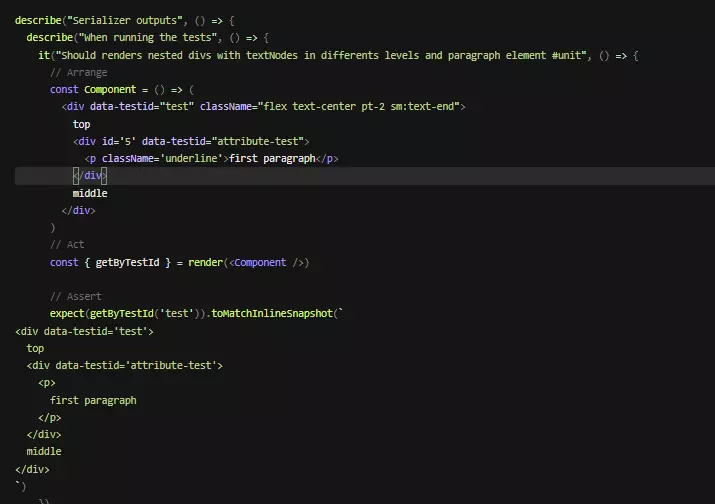 describe("Serializer outputs", () => {
  describe("When running the tests", () => {
    it("Should renders nested divs with textNodes in differents levels and paragraph element #unit", () => {
      // Arrange
      const Component = () => (
        <div data-testid="test" className="flex text-center pt-2 sm:text-end">
          top
          <div id='5' data-testid="attribute-test">
            <p className='underline'>first paragraph</p>
          </div>
          middle
        </div>
      )
      // Act
      const { getByTestId } = render(<Component />)

      // Assert
      expect(getByTestId('test')).toMatchInlineSnapshot(`
<div data-testid='test'>
  top
  <div data-testid='attribute-test'>
    <p>
      first paragraph
    </p>
  </div>
  middle
</div>
`)
    })